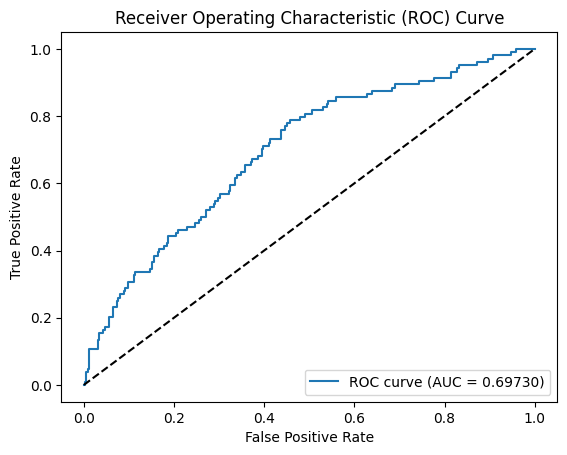 Receiver Operating Characteristic (ROC) Curve
True Positive Rate
1.0
0.8
0.6
0.4
0.2
0.0
ROC curve (AUC = 0.69730)
0.0 0.2 0.4 0.6 0.8 1.0
False Positive Rate